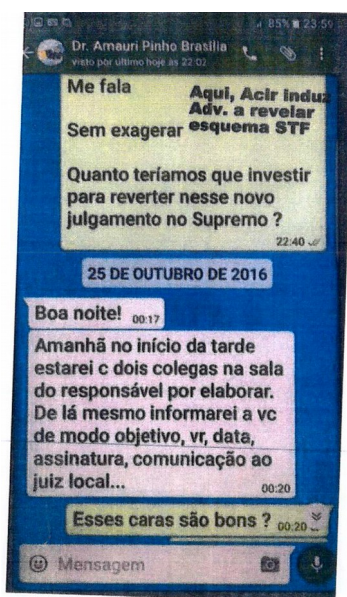 85% 23:59
Dr. Amauri Pinho Brasilia
visto por último hoje às 22:02
Me fala
Aqui, Acir induz
Adv. a revelar
Sem exagerar esquema STF
Quanto teríamos que investir
para reverter nesse novo
julgamento no Supremo ?
22:40
25 DE OUTUBRO DE 2016
Boa noite! 00:17
Amanhã no início da tarde
estarei c dois colegas na sala
do responsável por elaborar.
De lá mesmo informarei a vc
de modo objetivo, vr, data,
assinatura, comunicação ao
juiz local...
00:20
Esses caras são bons ? 00:20
Mensagem